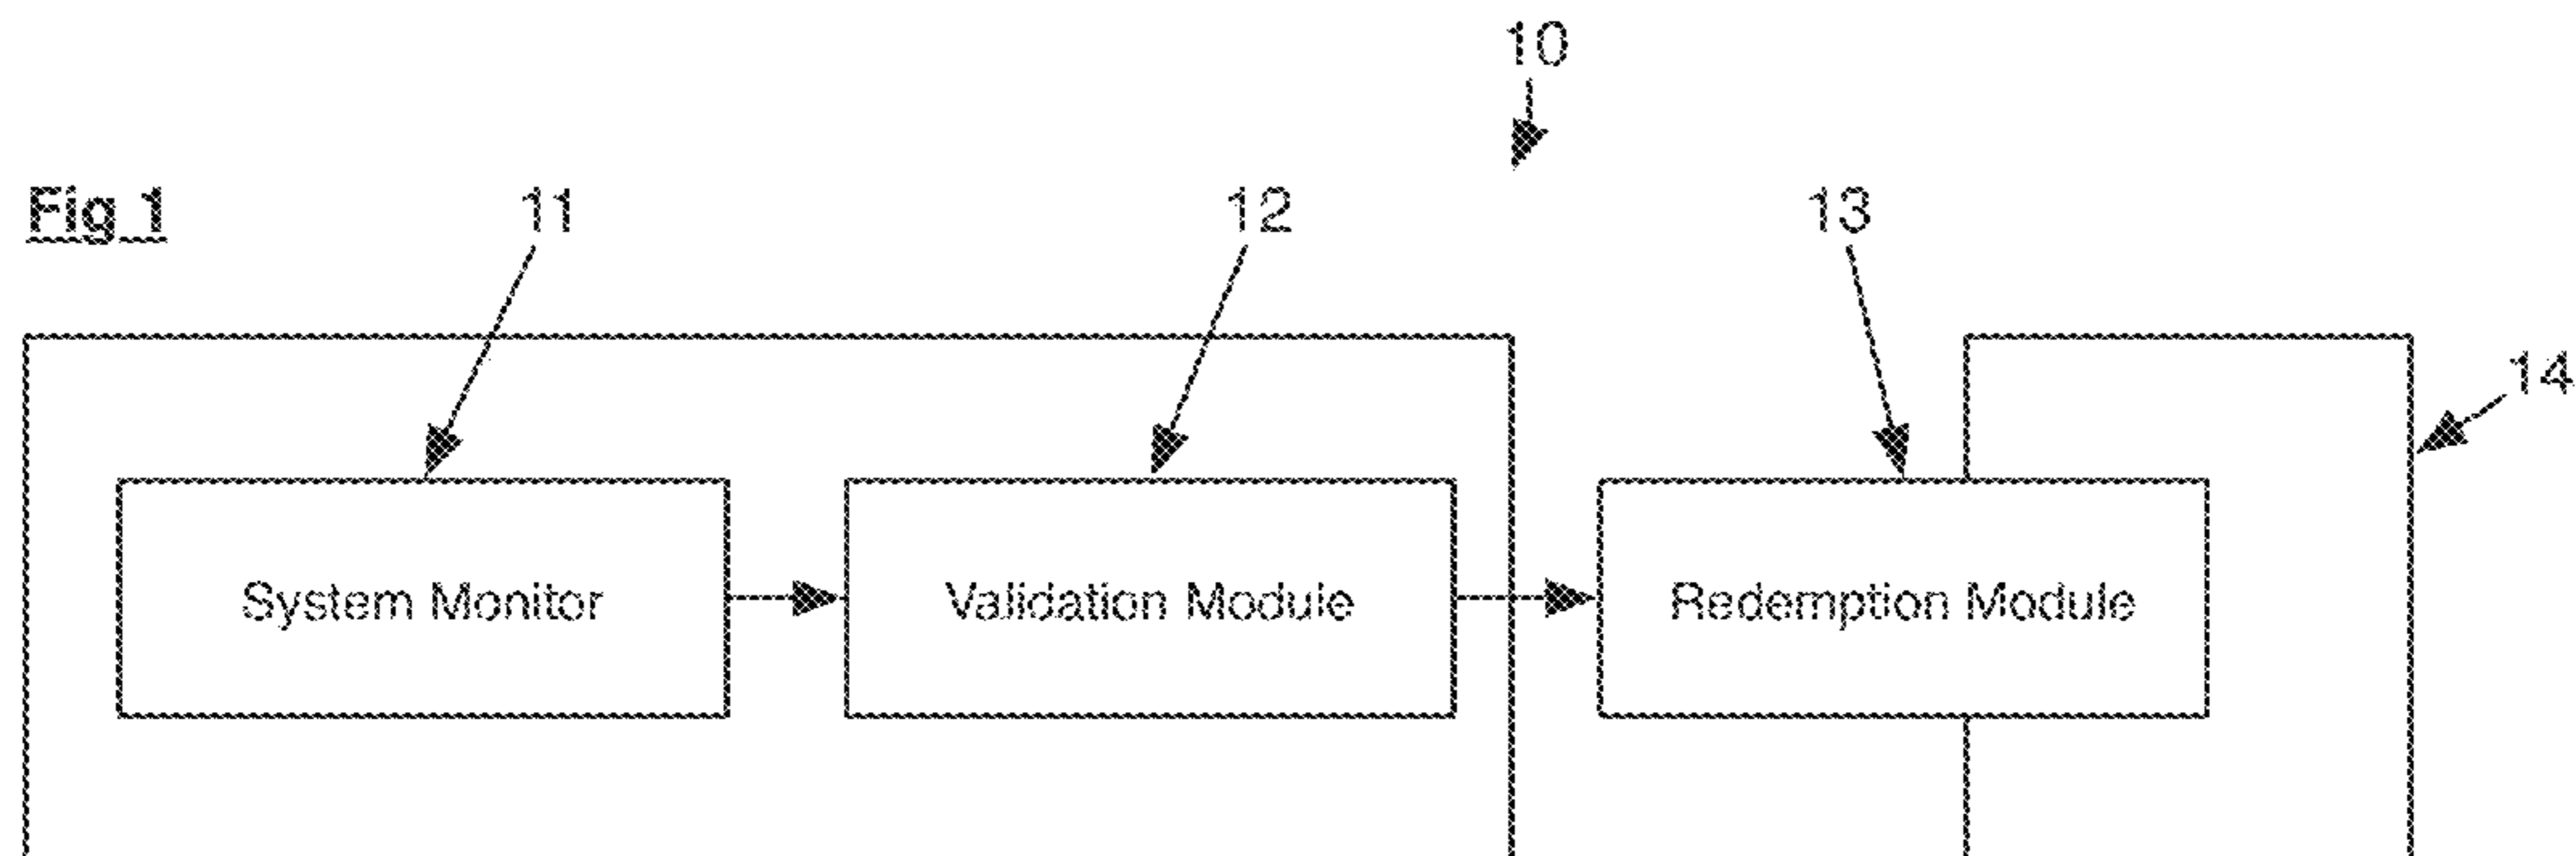 10
Fig 1
11
12
13
14
System Monitor
Validation Module
Redemption Module